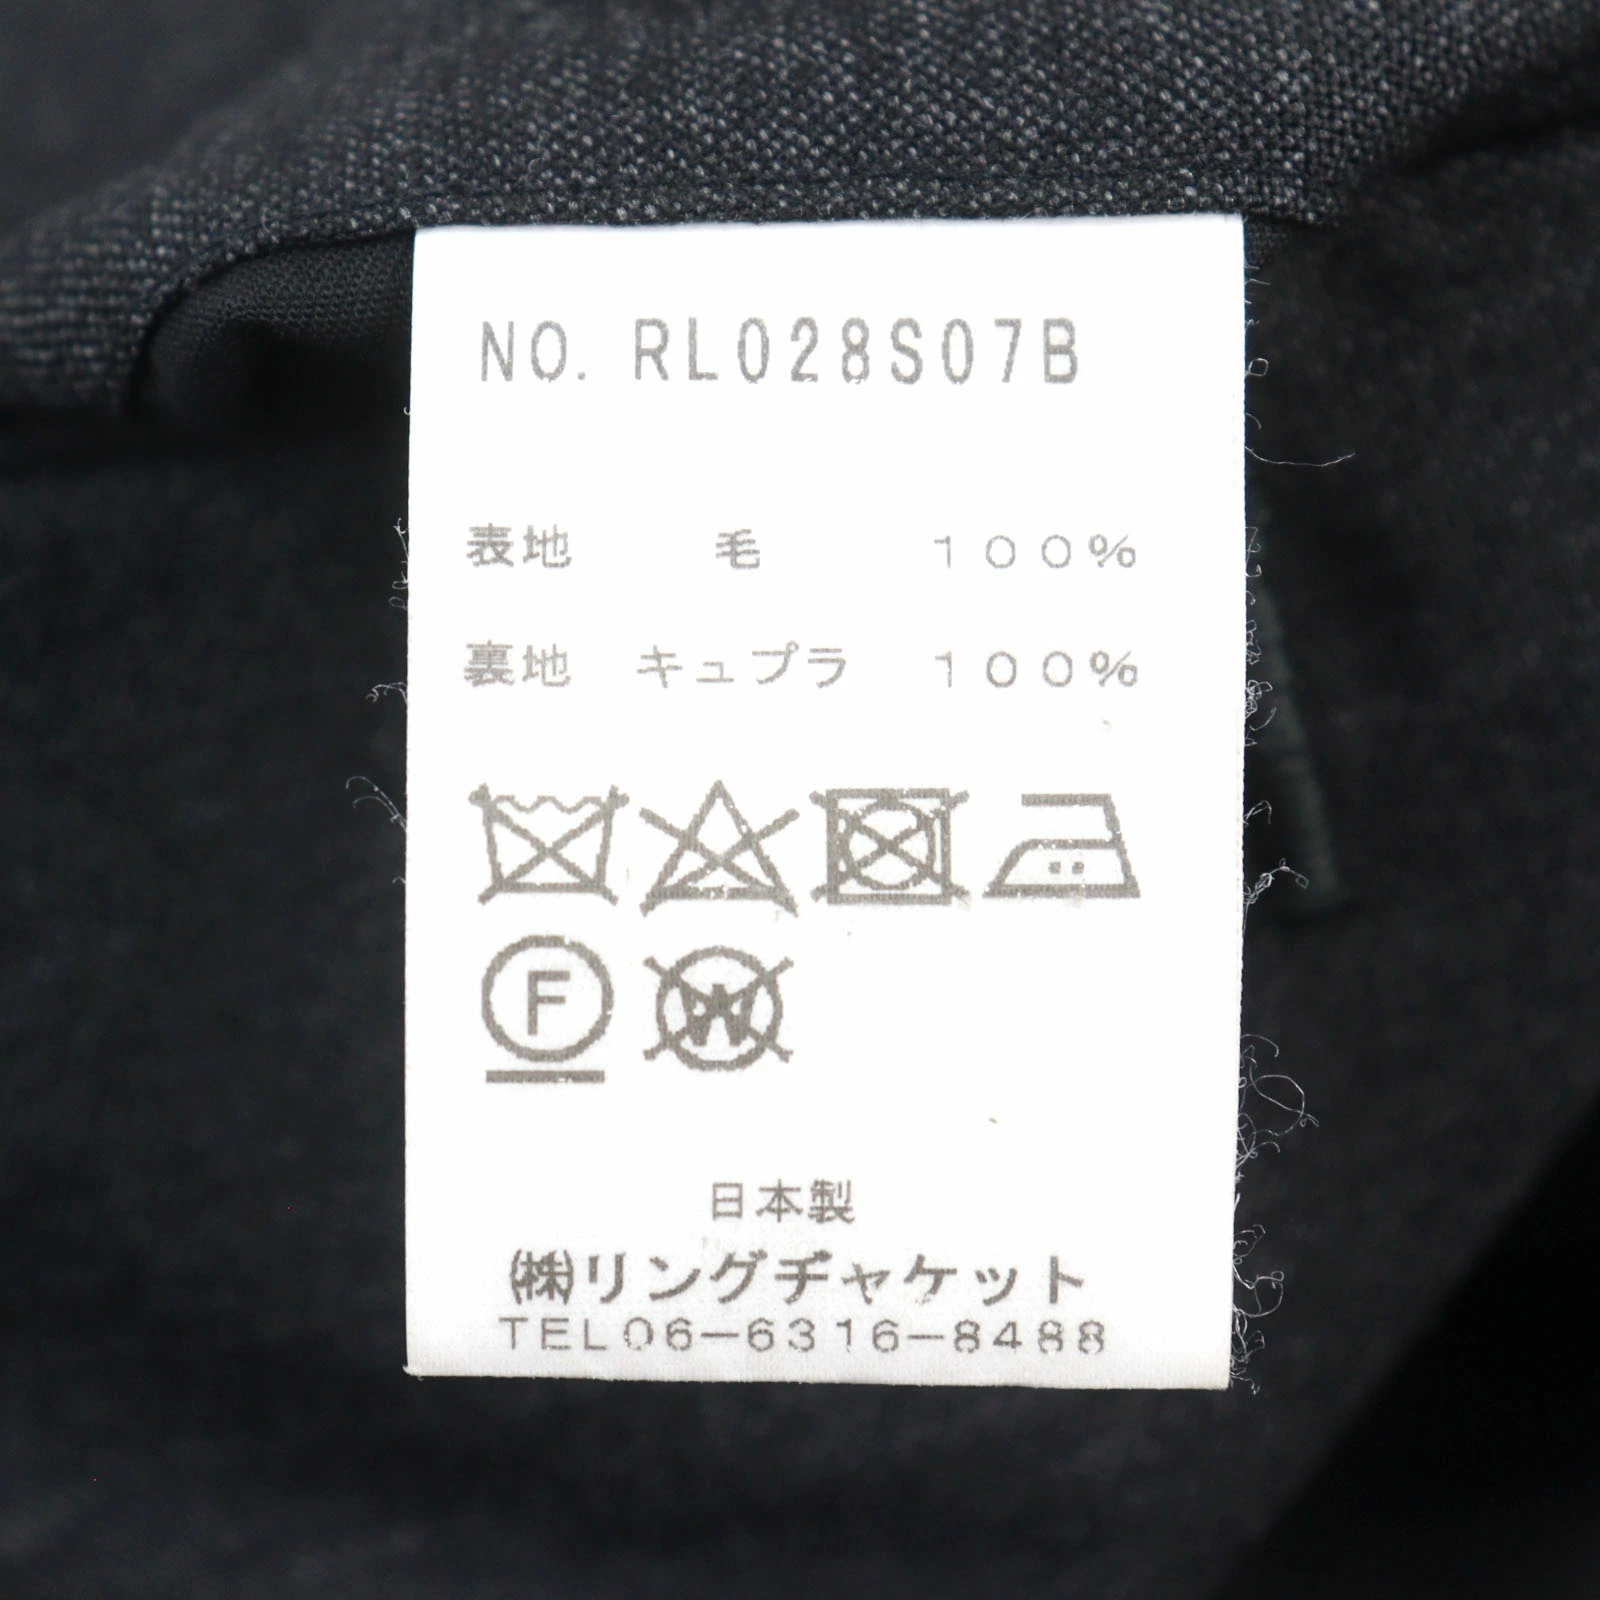 NO. RL028S07B
表地 毛 100%
裏地 キュプラ 100%
F W
日本製
㈱リングヂャケット
TEL06-6316-8488